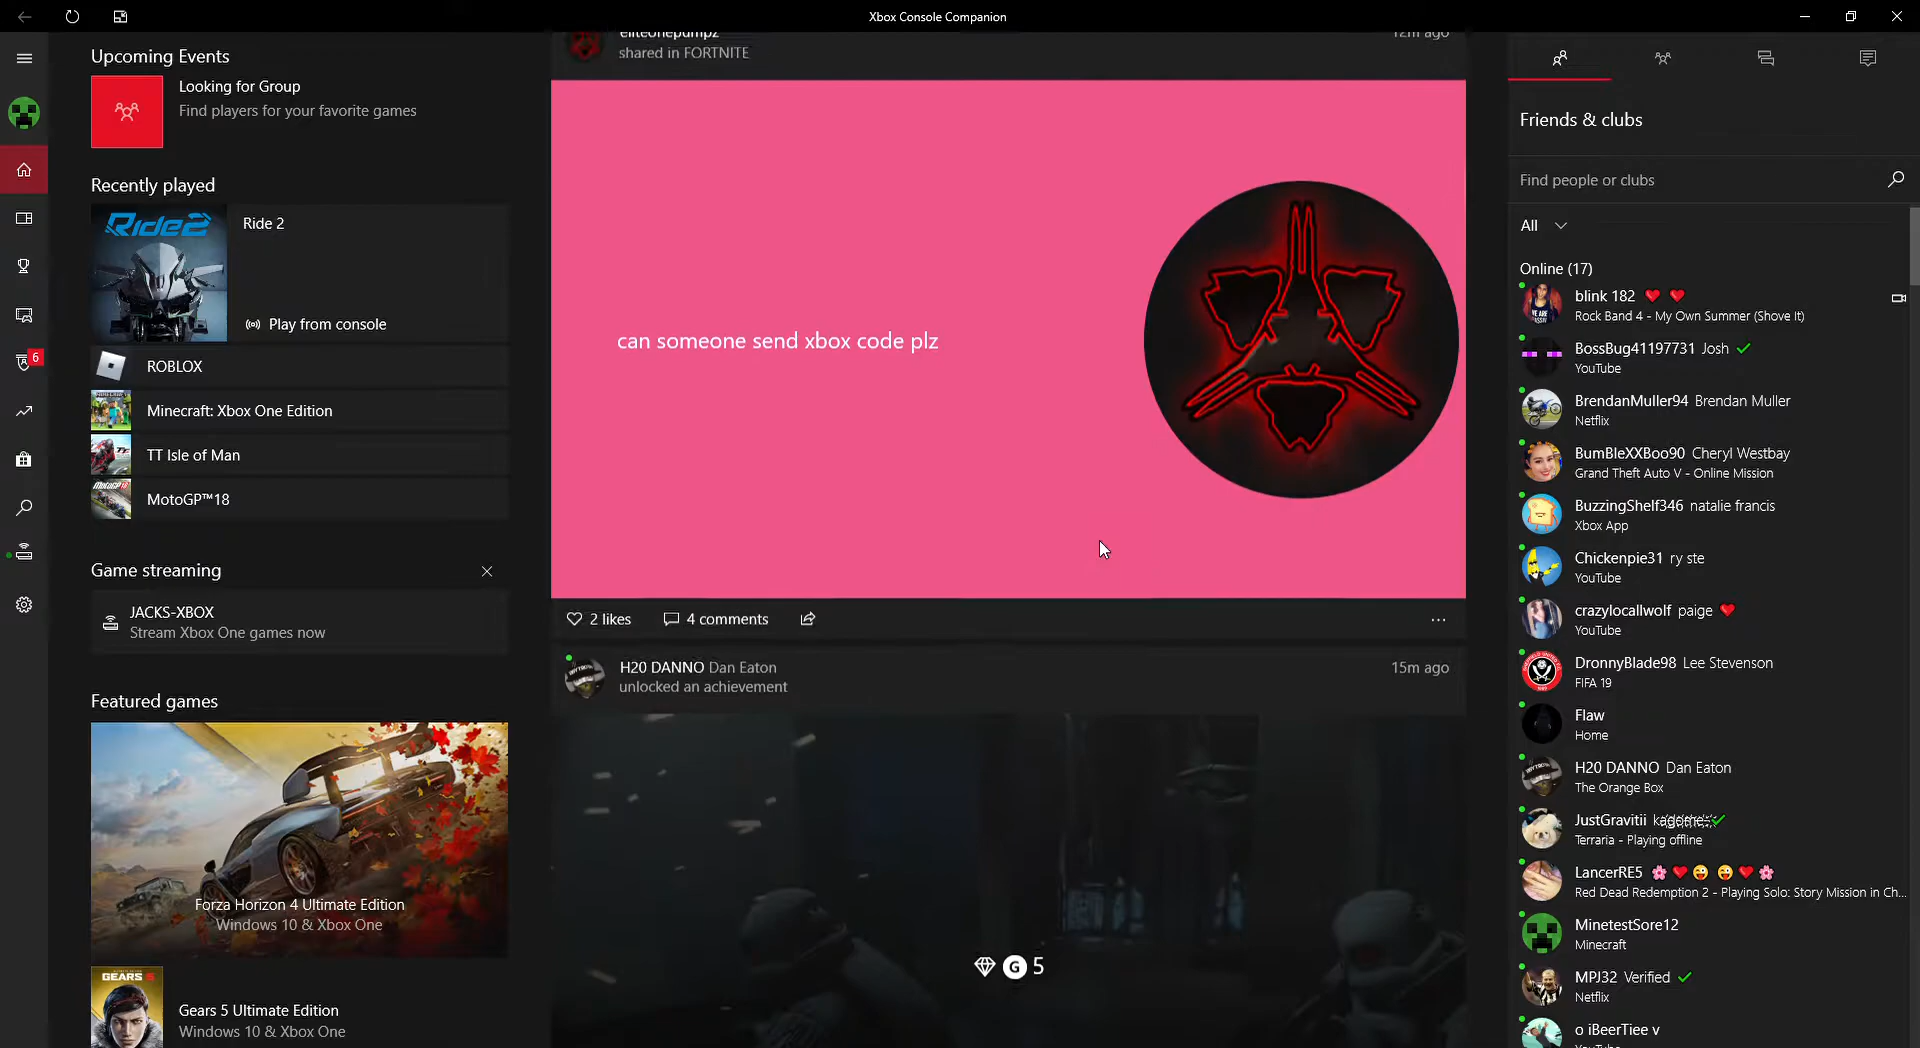 Xbox Console Companion
Upcoming Events
Looking for Group
Find players for your favorite games
Recently played
Ride 2
Ride 2
Play from console
ROBLOX
Minecraft: Xbox One Edition
TT Isle of Man
MotoGP™18
6
Game streaming
JACKS-XBOX
Stream Xbox One games now
Featured games
Forza Horizon 4 Ultimate Edition
Windows 10 & Xbox One
GEARS 5
Gears 5 Ultimate Edition
Windows 10 & Xbox One
eliteonepumpz
12m ago
shared in FORTNITE
can someone send xbox code plz
2 likes
4 comments
H20 DANNO Dan Eaton
15m ago
unlocked an achievement
G 5
Friends & clubs
Find people or clubs
All
Online (17)
blink 182
Rock Band 4 - My Own Summer (Shove It)
BossBug41197731 Josh
YouTube
BrendanMuller94 Brendan Muller
Netflix
BumBleXXBoo90 Cheryl Westbay
Grand Theft Auto V - Online Mission
BuzzingShelf346 natalie francis
Xbox App
Chickenpie31 ry ste
YouTube
crazylocallwolf paige
YouTube
DronnyBlade98 Lee Stevenson
FIFA 19
Flaw
Home
H20 DANNO Dan Eaton
The Orange Box
JustGravitii
Terraria - Playing offline
LancerRE5
Red Dead Redemption 2 - Playing Solo: Story Mission in Ch...
MinetestSore12
Minecraft
MPJ32 Verified
Netflix
o iBeerTiee v